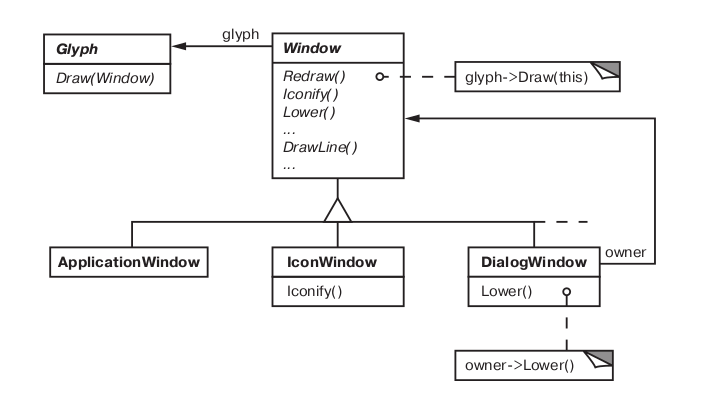 glyph
Glyph
Draw(Window)
Window
Redraw()
Iconify()
Lower()
...
DrawLine()
...
glyph->Draw(this)
ApplicationWindow
IconWindow
Iconify()
DialogWindow
Lower()
owner
owner->Lower()